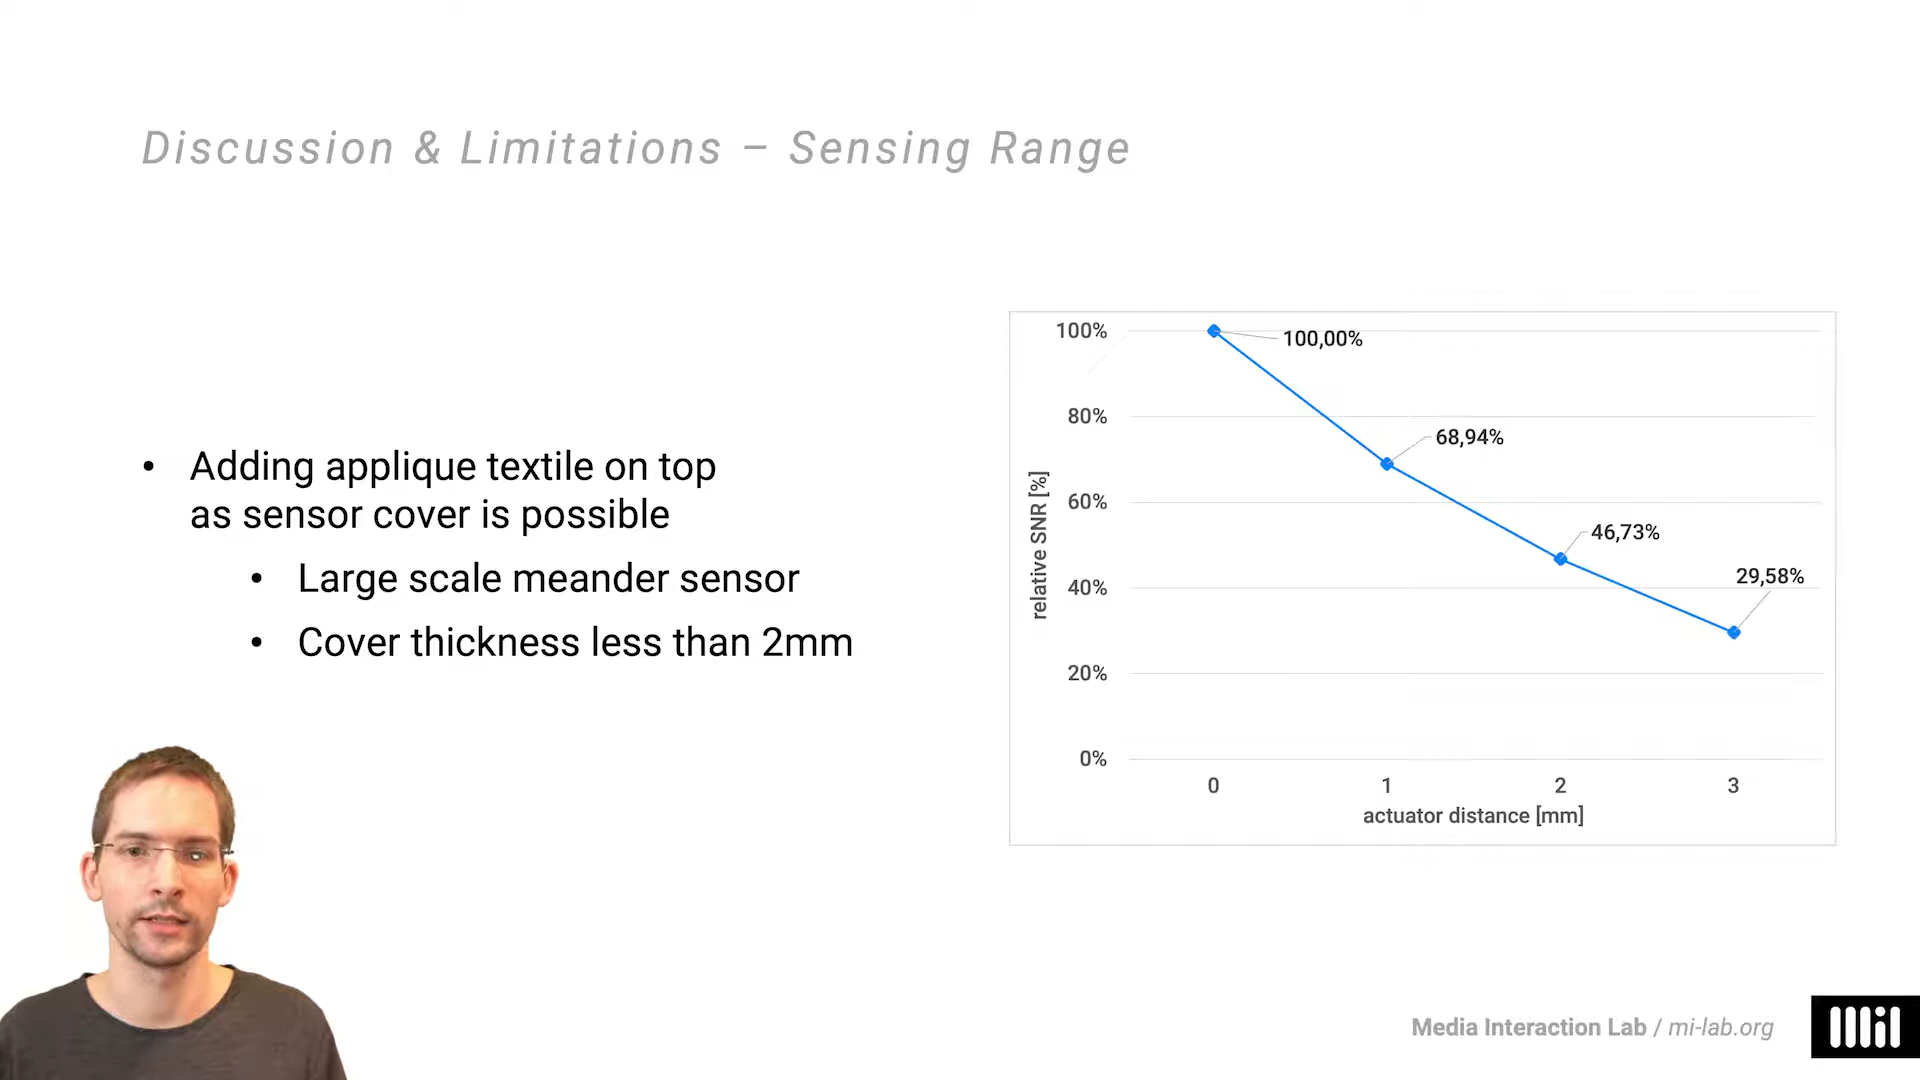 Discussion & Limitations – Sensing Range
• Adding applique textile on top
as sensor cover is possible
• Large scale meander sensor
• Cover thickness less than 2mm
relative SNR [%]
100%
80%
60%
40%
20%
0%
100,00%
68,94%
46,73%
29,58%
0 1 2 3
actuator distance [mm]
Media Interaction Lab / mi-lab.org
mil